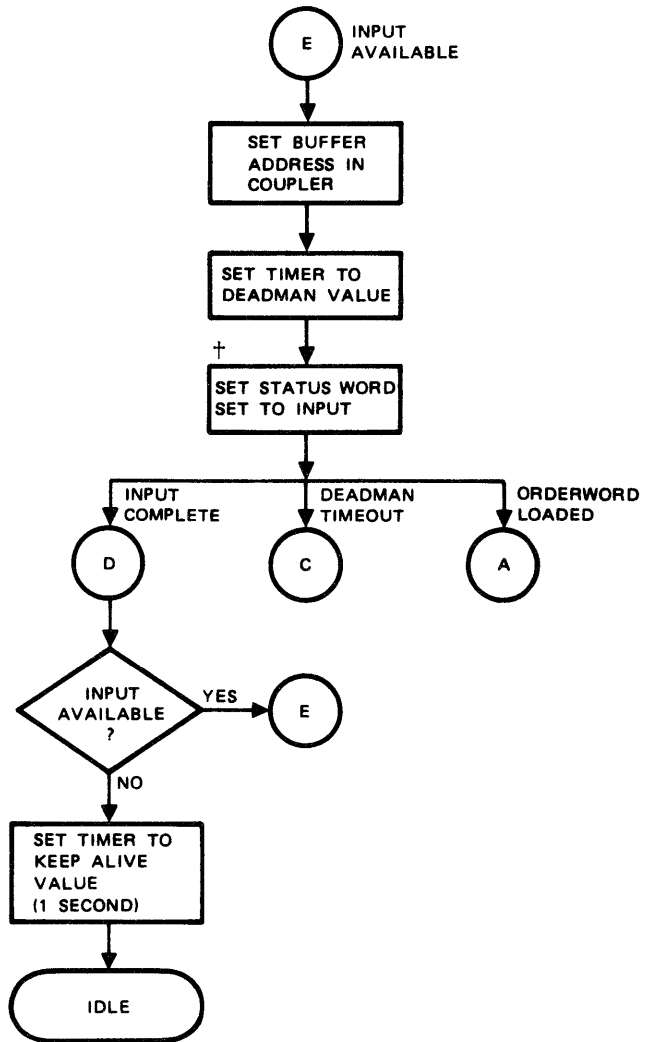 E
INPUT
AVAILABLE
SET BUFFER
ADDRESS IN
COUPLER
SET TIMER TO
DEADMAN VALUE
†
SET STATUS WORD
SET TO INPUT
INPUT
COMPLETE
DEADMAN
TIMEOUT
ORDERWORD
LOADED
D
C
A
INPUT
AVAILABLE
?
YES
E
NO
SET TIMER TO
KEEP ALIVE
VALUE
(1 SECOND)
IDLE